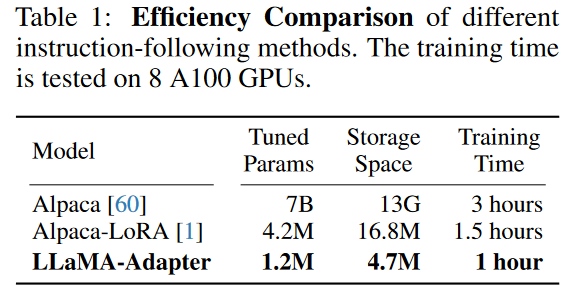 Table 1: Efficiency Comparison of different
instruction-following methods. The training time
is tested on 8 A100 GPUs.
Model Tuned Params Storage Space Training Time
Alpaca [60] 7B 13G 3 hours
Alpaca-LoRA [1] 4.2M 16.8M 1.5 hours
LLaMA-Adapter 1.2M 4.7M 1 hour